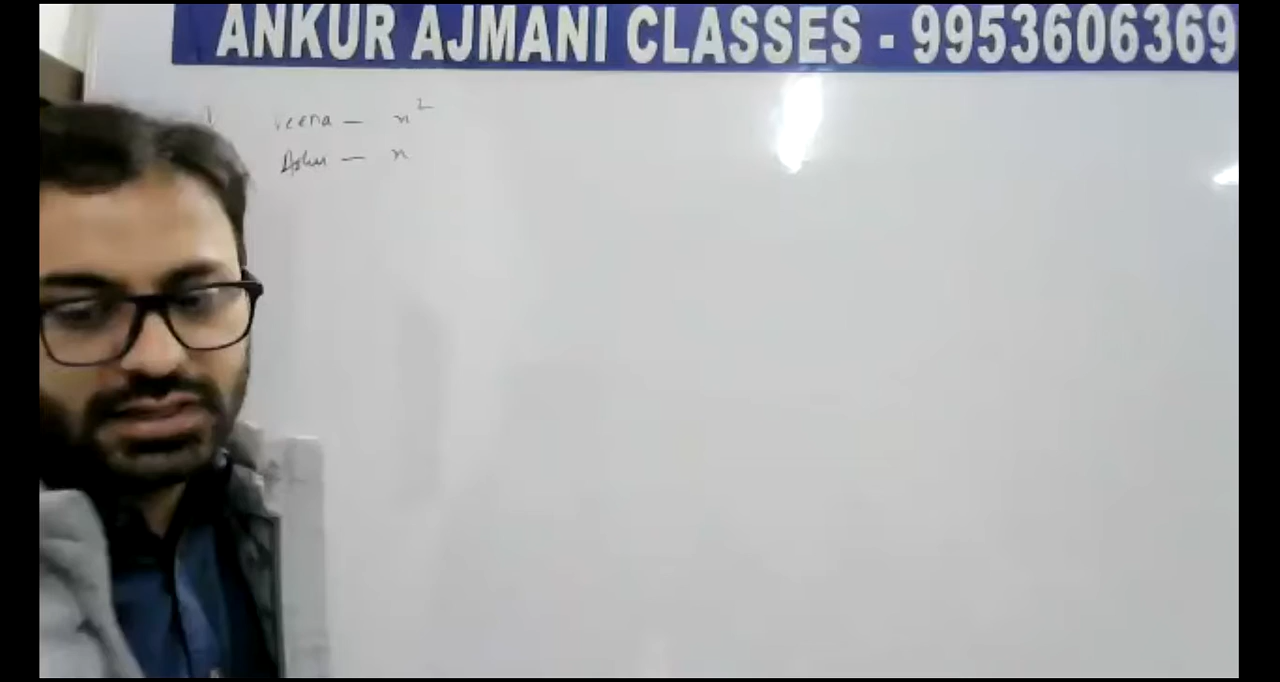 ANKUR AJMANI CLASSES - 9953606369
Veena — x²
Ashu — x